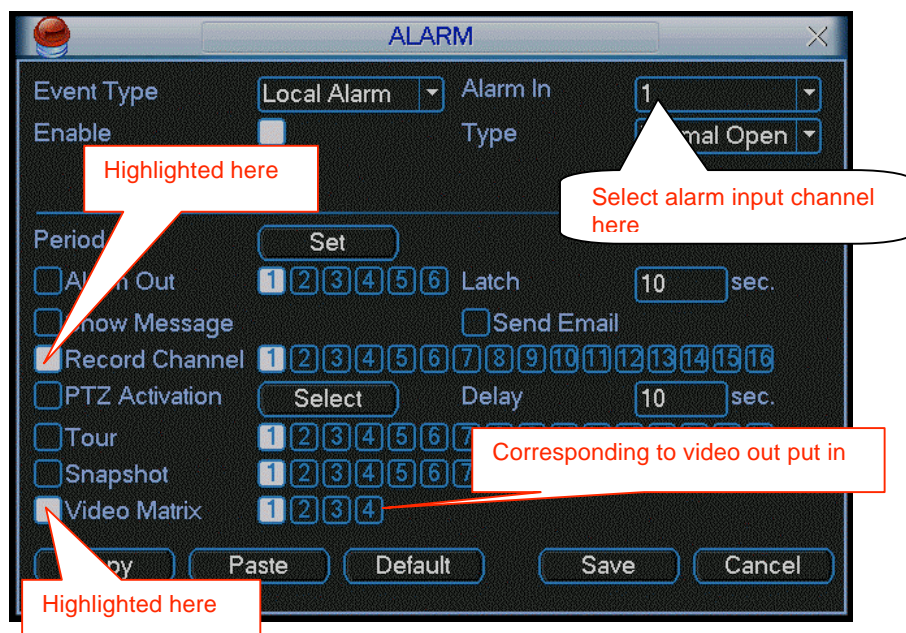 ALARM
Event Type Local Alarm Alarm In 1
Enable Type mal Open
Highlighted here
Select alarm input channel
here
Period Set
Out 1 2 3 4 5 6 Latch 10 sec.
Message Send Email
Record Channel 1 2 3 4 5 6 7 8 9 10 11 12 13 14 15 16
PTZ Activation Select Delay 10 sec.
Tour 1 2 3 4 5 6 7
Corresponding to video out put in
Snapshot 1 2 3 4 5 6 7
Video Matrix 1 2 3 4
Paste Default Save Cancel
Highlighted here